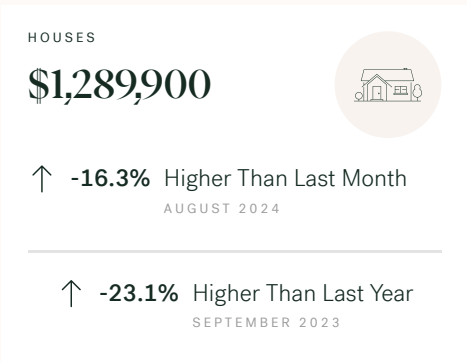 HOUSES
$1,289,900
-16.3% Higher Than Last Month
AUGUST 2024
-23.1% Higher Than Last Year
SEPTEMBER 2023